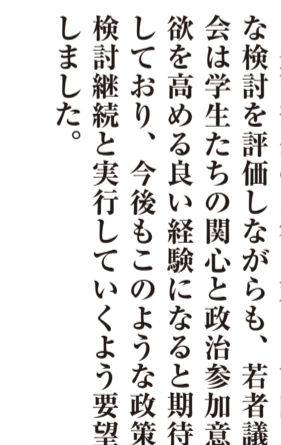 な検討を評価しながらも、若者議
会は学生たちの関心と政治参加意
欲を高める良い経験になると期待
しており、今後もこのような政策
検討継続と実行していくよう要望
しました。